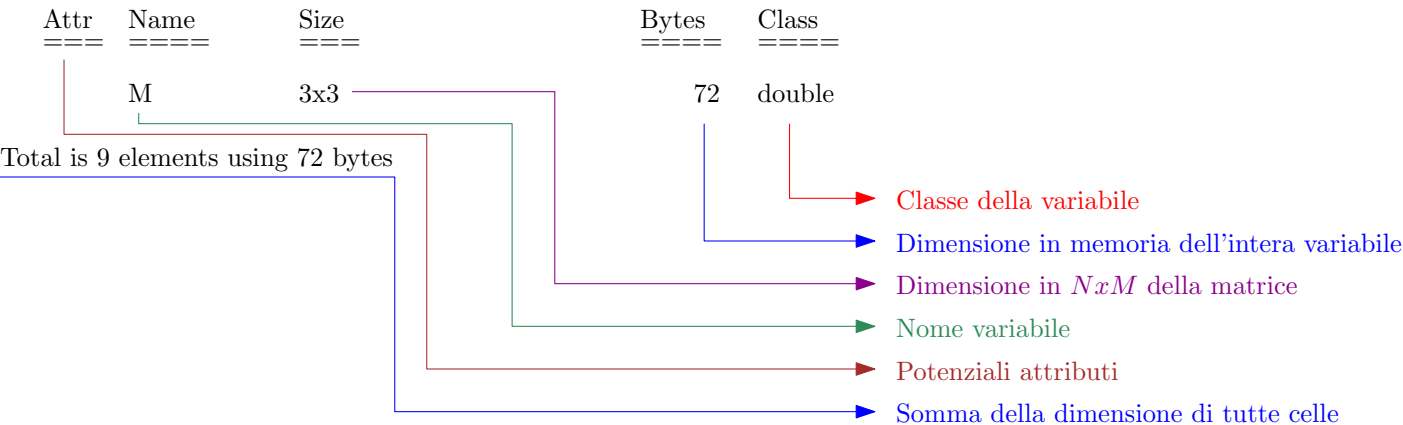 Attr Name Size Bytes Class
=== ==== === ==== ====
M 3x3 72 double
Total is 9 elements using 72 bytes
Classe della variabile
Dimensione in memoria dell'intera variabile
Dimensione in NxM della matrice
Nome variabile
Potenziali attributi
Somma della dimensione di tutte celle